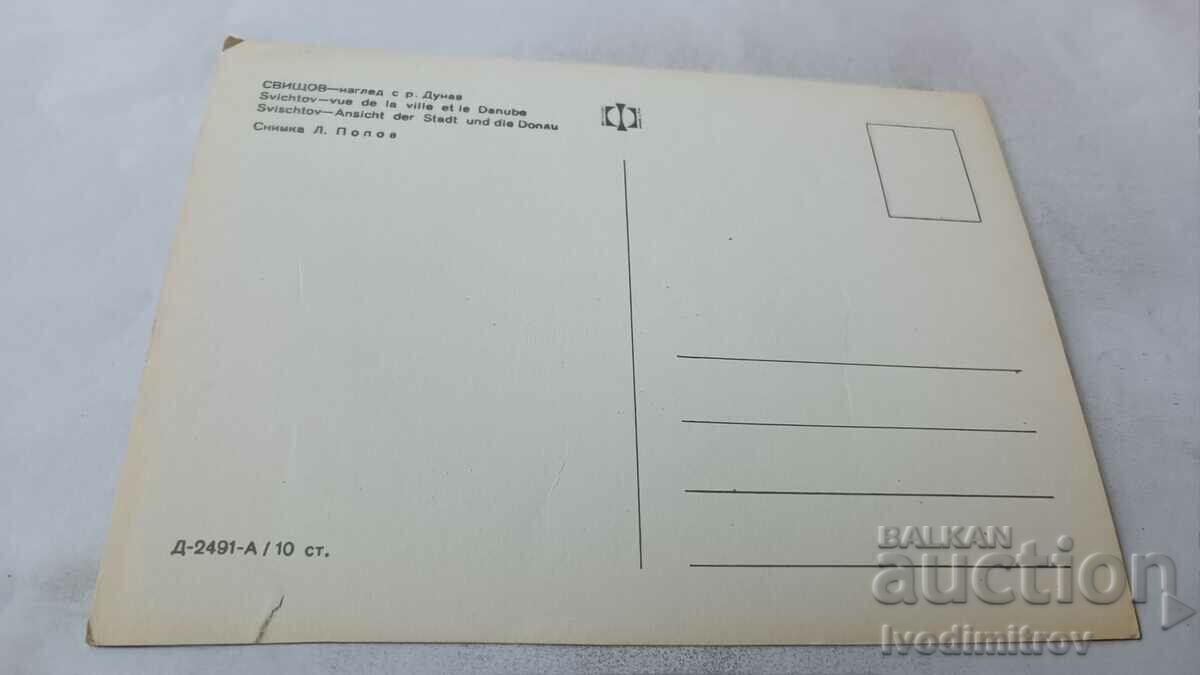 СВИЩОВ—наглед с р. Дунав
Svichtov—vue de la ville et le Danube
Svischtov—Ansicht der Stadt und die Donau
Снимка Л. Попов
Д-2491-А / 10 ст.
BALKAN
auction
Ivodimitrov